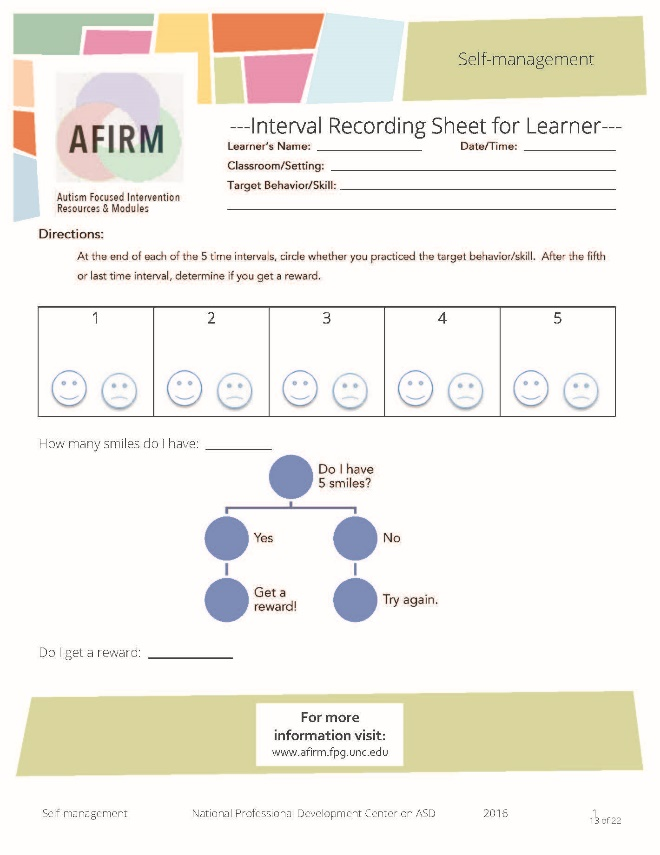 Self-management
AFIRM
Autism Focused Intervention
Resources & Modules
---Interval Recording Sheet for Learner---
Learner's Name: ____________ Date/Time: ____________
Classroom/Setting: ____________
Target Behavior/Skill: ____________
Directions:
At the end of each of the 5 time intervals, circle whether you practiced the target behavior/skill. After the fifth
or last time interval, determine if you get a reward.
1 2 3 4 5
How many smiles do I have: ________
Do I have
5 smiles?
Yes No
Get a
reward!
Try again.
Do I get a reward: ________
For more
information visit:
www.afirm.fpg.unc.edu
Self-management National Professional Development Center on ASD 2016 1
13 of 22